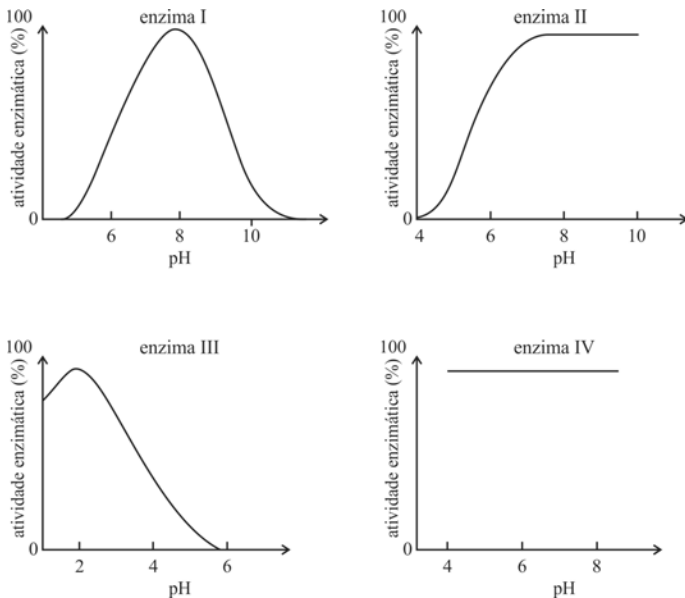 enzima I
100
atividade enzimática (%)
0
6 8 10
pH
enzima II
100
atividade enzimática (%)
0
4 6 8 10
pH
enzima III
100
atividade enzimática (%)
0
2 4 6
pH
enzima IV
100
atividade enzimática (%)
0
4 6 8
pH